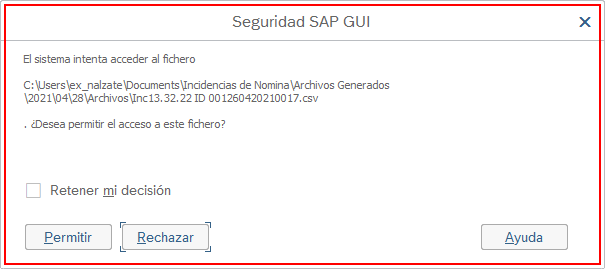 Seguridad SAP GUI
El sistema intenta acceder al fichero
C:\Users\ex_nalzate\Documents\Incidencias de Nomina\Archivos Generados
\2021\04\28\Archivos\Inc13.32.22 ID 001260420210017.csv
. ¿Desea permitir el acceso a este fichero?
Retener mi decisión
Permitir
Rechazar
Ayuda